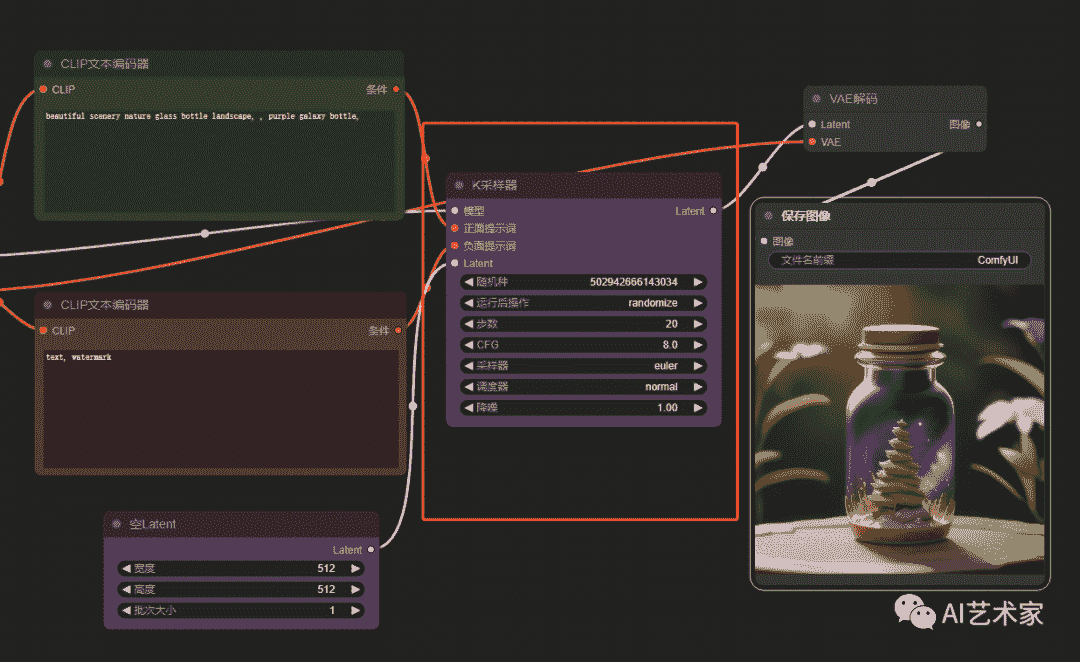 CLIP文本编码器
CLIP 条件
beautiful scenery nature glass bottle landscape, , purple galaxy bottle,
CLIP文本编码器
CLIP 条件
text, watermark
空Latent
Latent
宽度 512
高度 512
批次大小 1
K采样器
模型 Latent
正面提示词
负面提示词
Latent
随机种 502942666143034
运行后操作 randomize
步数 20
CFG 8.0
采样器 euler
调度器 normal
降噪 1.00
VAE解码
Latent 图像
VAE
保存图像
图像
文件名前缀 ComfyUI
AI艺术家